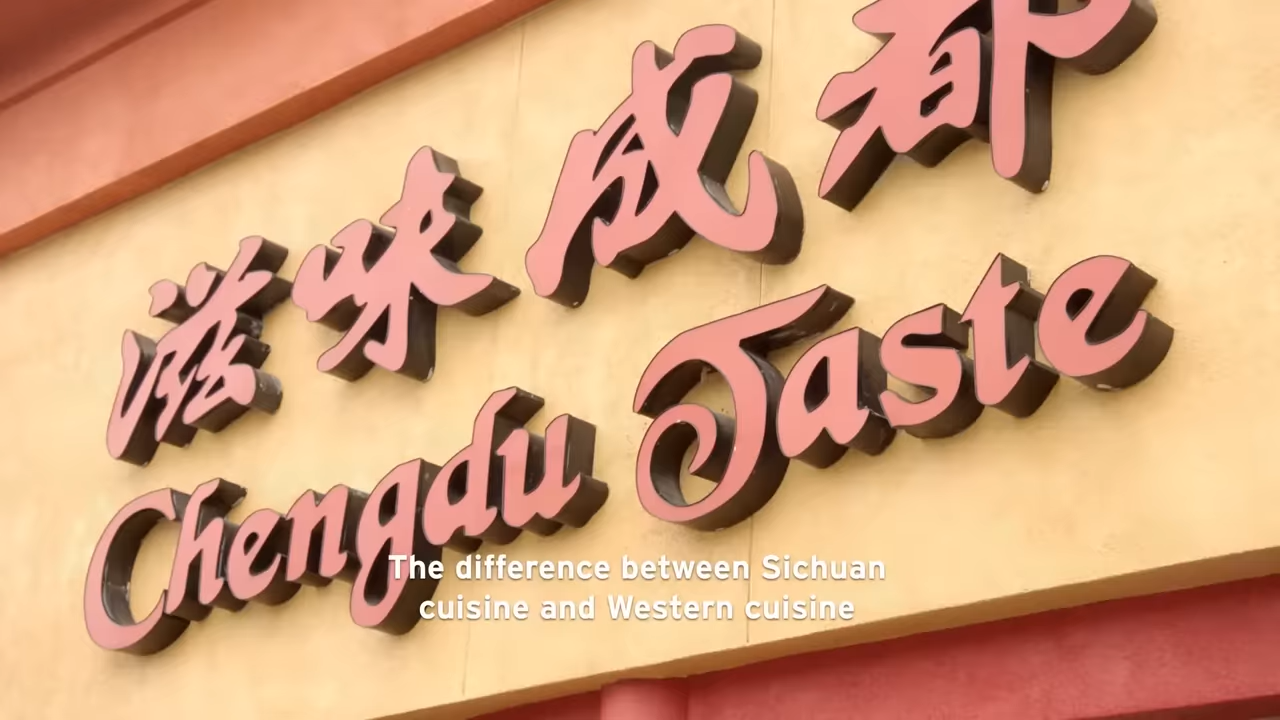 滋味成都
Chengdu Taste
The difference between Sichuan
cuisine and Western cuisine